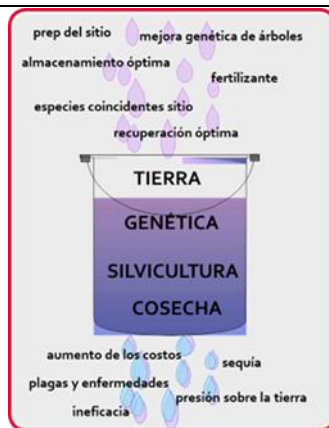 prep del sitio
mejora genética de árboles
almacenamiento óptima
fertilizante
especies coincidentes sitio
recuperación óptima
TIERRA
GENÉTICA
SILVICULTURA
COSECHA
aumento de los costos
sequía
plagas y enfermedades
presión sobre la tierra
ineficacia